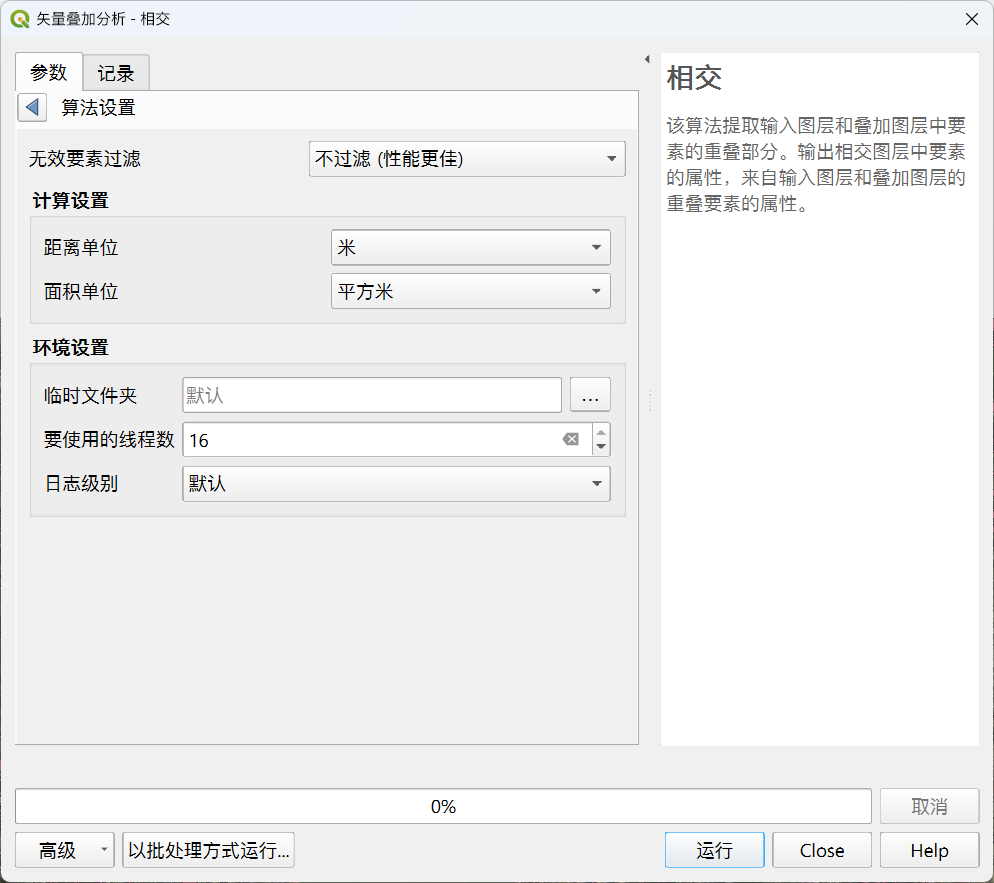 矢量叠加分析 - 相交
参数
记录
算法设置
无效要素过滤
不过滤 (性能更佳)
计算设置
距离单位
米
面积单位
平方米
环境设置
临时文件夹
默认
...
要使用的线程数
16
日志级别
默认
相交
该算法提取输入图层和叠加图层中要
素的重叠部分。输出相交图层中要素
的属性，来自输入图层和叠加图层的
重叠要素的属性。
0%
取消
高级
以批处理方式运行...
运行
Close
Help